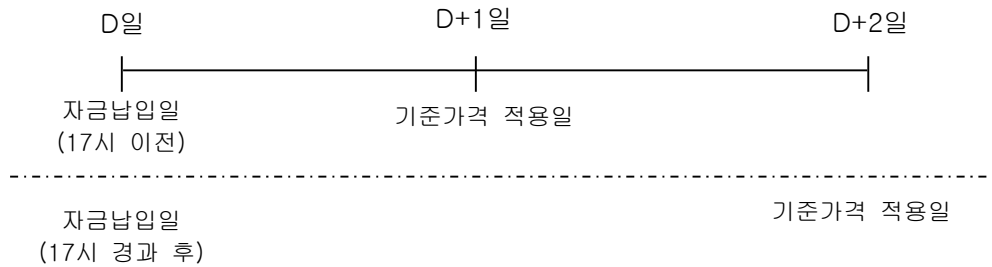 D일 D+1일 D+2일
자금납입일 기준가격 적용일
(17시 이전)
자금납입일 기준가격 적용일
(17시 경과 후)